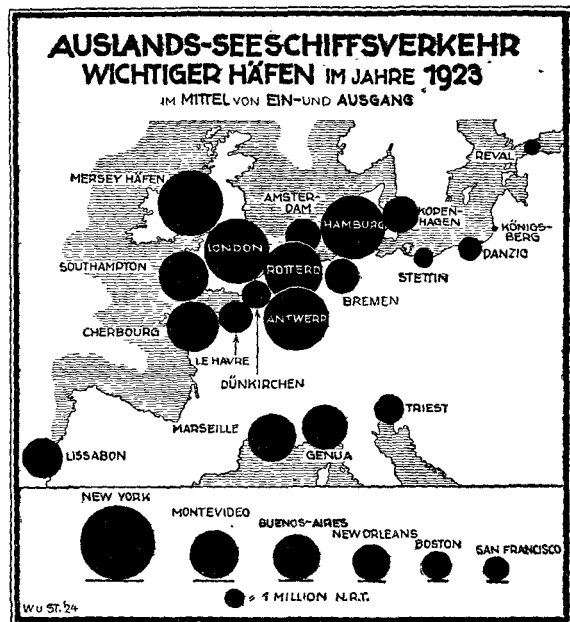 AUSLANDS-SEESCHIFFSVERKEHR
WICHTIGER HÄFEN IM JAHRE 1923
IM MITTEL VON EIN- UND AUSGANG
REVAL
MERSEY HÄFEN
AMSTER-
DAM
HAMBURG
KOPEN-
HAGEN
KÖNIGS-
BERG
LONDON
DANZIG
SOUTHAMPTON
ROTTERD
STETTIN
BREMEN
ANTWERP
CHERBOURG
LE HAVRE
DÜNKIRCHEN
TRIEST
MARSEILLE
GENUA
LISSABON
NEW YORK
MONTEVIDEO
BUENOS-AIRES
NEW ORLEANS
BOSTON
SAN FRANCISCO
= 1 MILLION N.R.T.
W U ST. '24